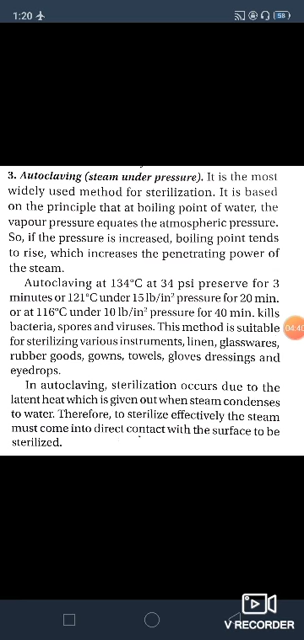 1:20
58
3. Autoclaving (steam under pressure). It is the most
widely used method for sterilization. It is based
on the principle that at boiling point of water, the
vapour pressure equates the atmospheric pressure.
So, if the pressure is increased, boiling point tends
to rise, which increases the penetrating power of
the steam.
Autoclaving at 134°C at 34 psi preserve for 3
minutes or 121°C under 15 lb/in² pressure for 20 min.
or at 116°C under 10 lb/in² pressure for 40 min. kills
bacteria, spores and viruses. This method is suitable
for sterilizing various instruments, linen, glasswares,
rubber goods, gowns, towels, gloves dressings and
eyedrops.
In autoclaving, sterilization occurs due to the
latent heat which is given out when steam condenses
to water. Therefore, to sterilize effectively the steam
must come into direct contact with the surface to be
sterilized.
V RECORDER